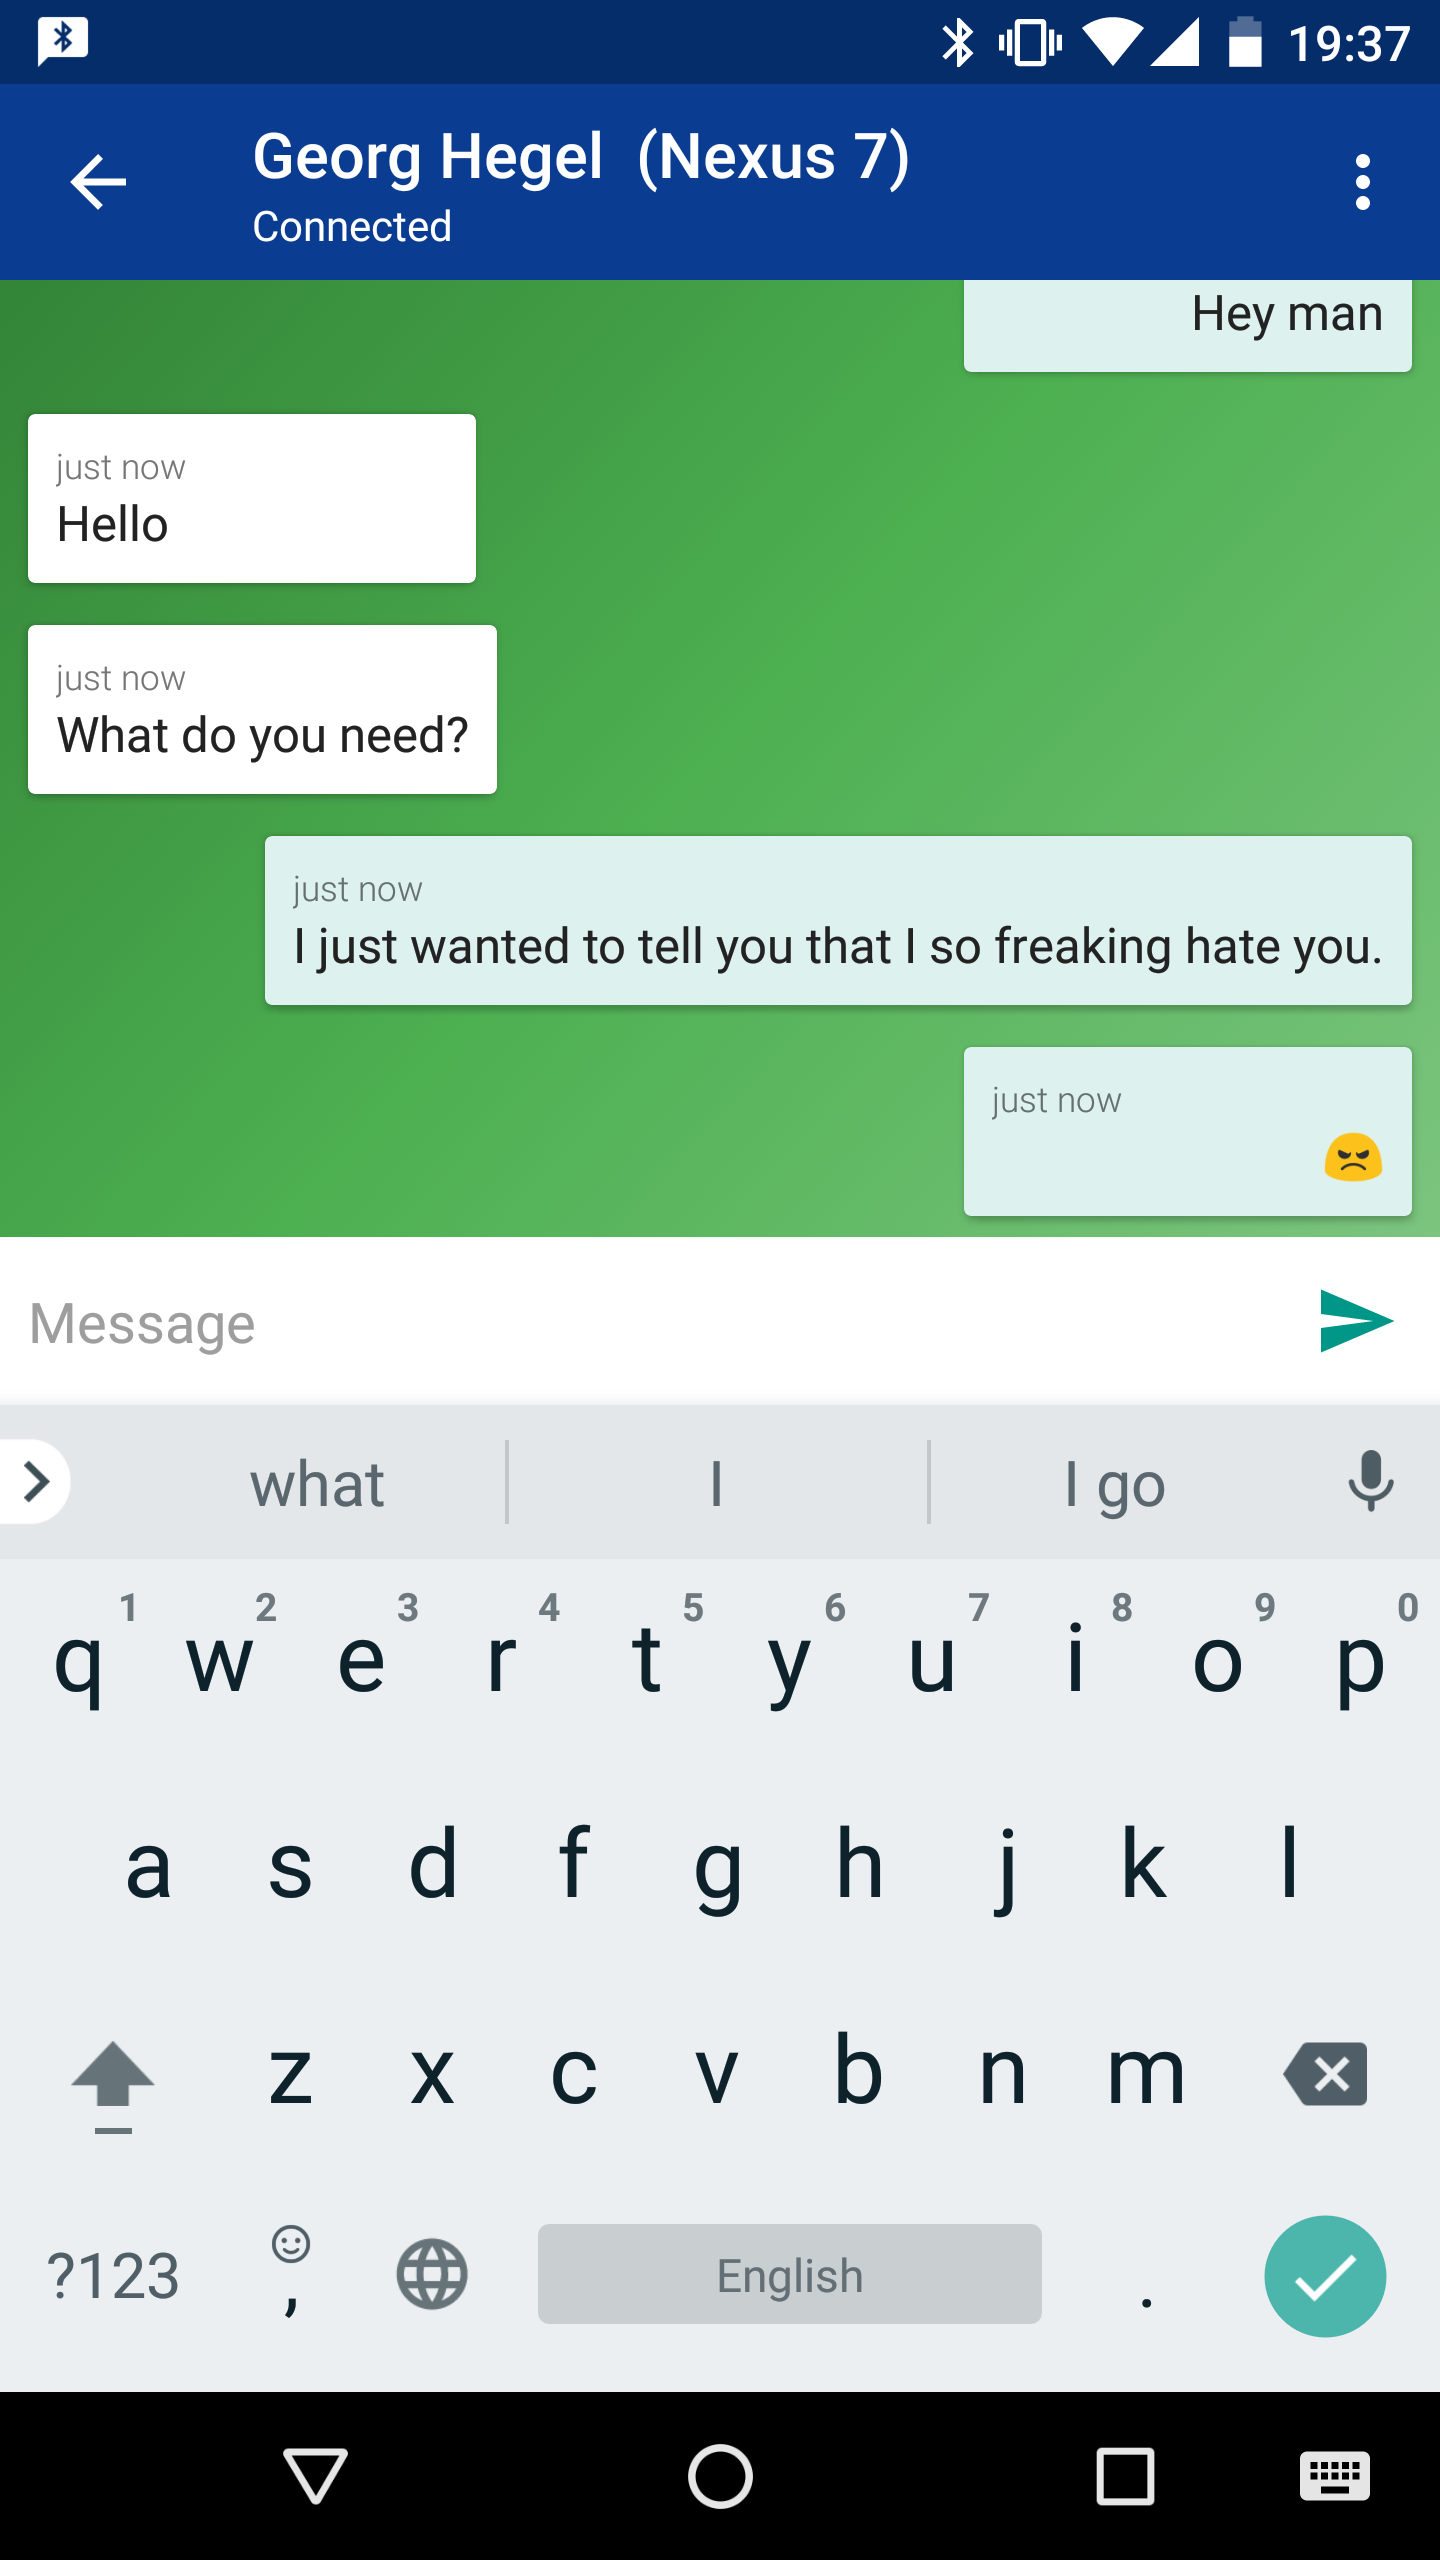 19:37
Georg Hegel (Nexus 7)
Connected
Hey man
just now
Hello
just now
What do you need?
just now
I just wanted to tell you that I so freaking hate you.
just now
Message
what I I go
1 2 3 4 5 6 7 8 9 0
q w e r t y u i o p
a s d f g h j k l
z x c v b n m
?123 , English .